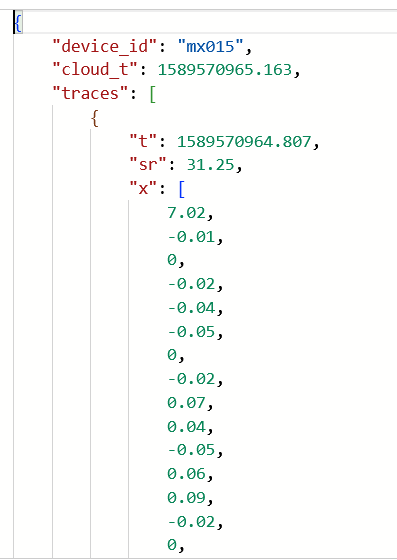 {
"device_id": "mx015",
"cloud_t": 1589570965.163,
"traces": [
{
"t": 1589570964.807,
"sr": 31.25,
"x": [
7.02,
-0.01,
0,
-0.02,
-0.04,
-0.05,
0,
-0.02,
0.07,
0.04,
-0.05,
0.06,
0.09,
-0.02,
0,